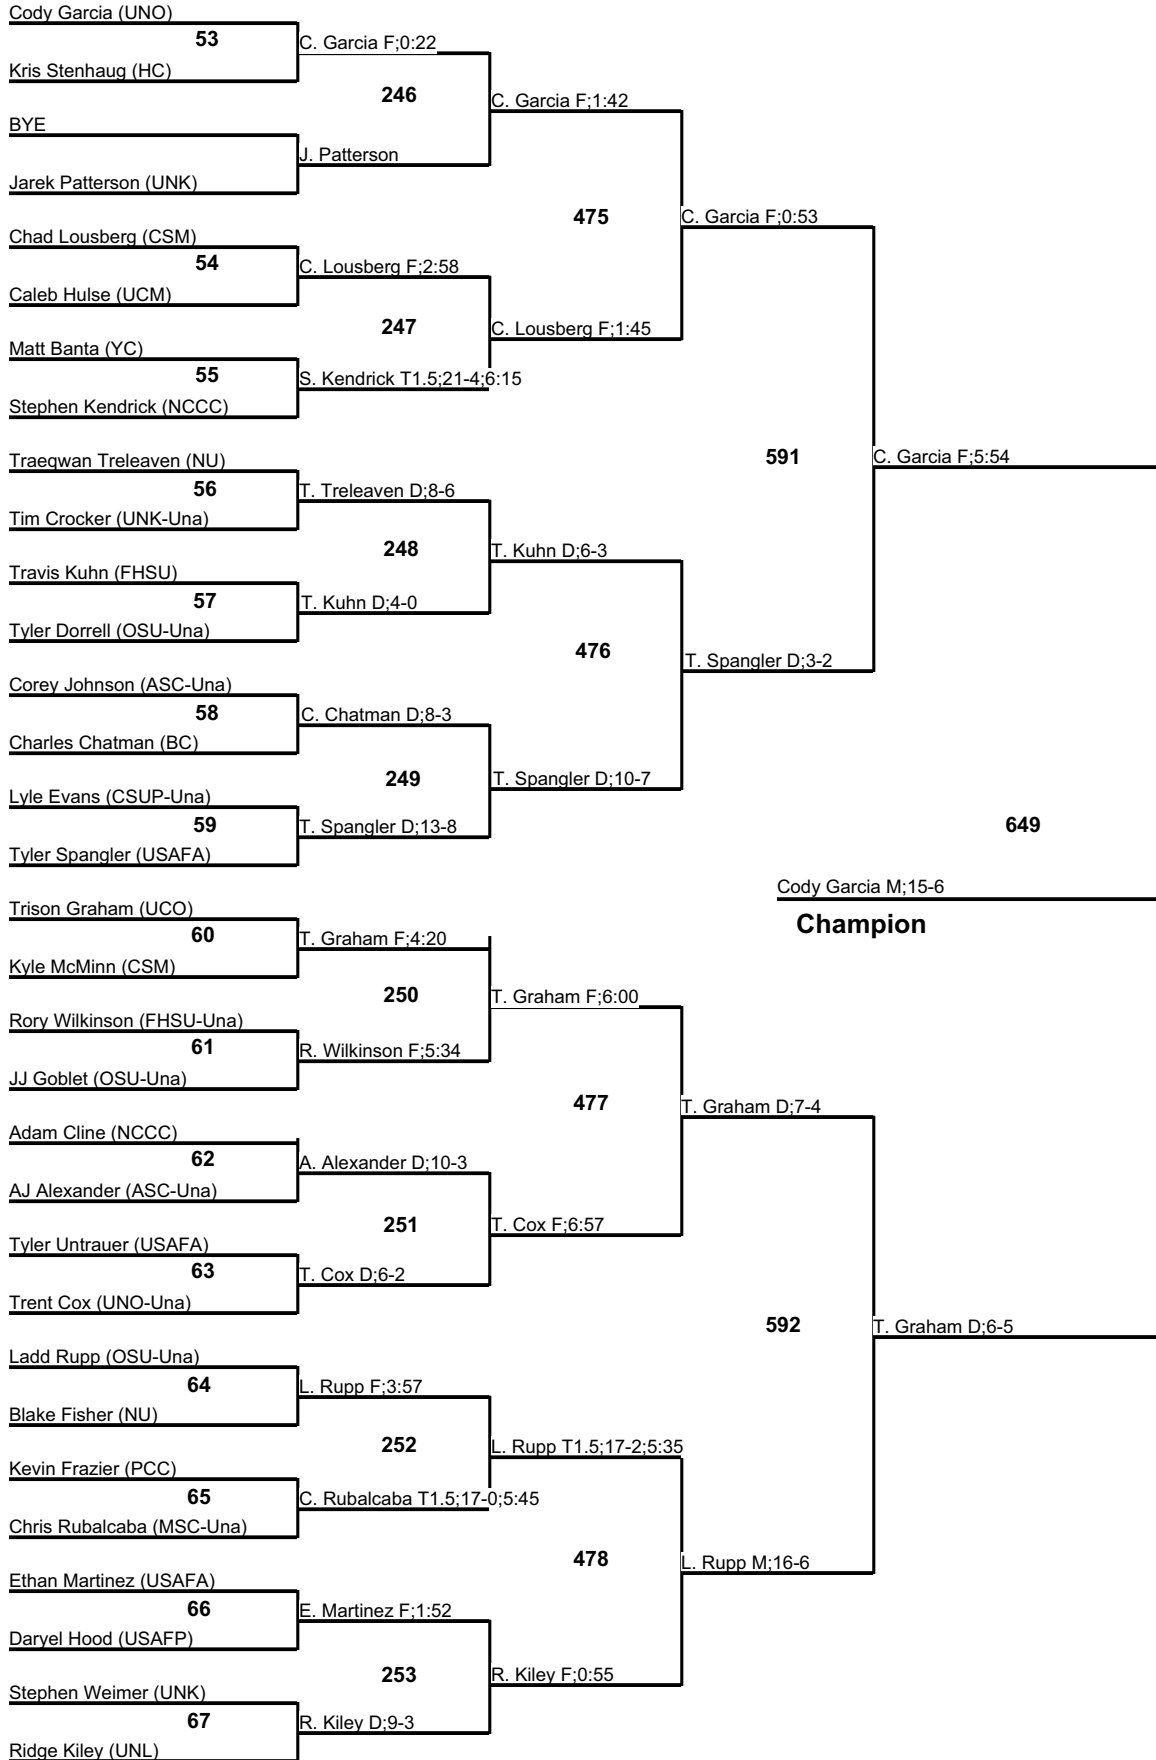 Cody Garcia (UNO)
53
C. Garcia F;0:22
Kris Stenhaug (HC)
246
C. Garcia F;1:42
BYE
J. Patterson
Jarek Patterson (UNK)
475
C. Garcia F;0:53
Chad Lousberg (CSM)
54
C. Lousberg F;2:58
Caleb Hulse (UCM)
247
C. Lousberg F;1:45
Matt Banta (YC)
55
S. Kendrick T1.5;21-4;6:15
Stephen Kendrick (NCCC)
591
C. Garcia F;5:54
Traeqwan Treleaven (NU)
56
T. Treleaven D;8-6
Tim Crocker (UNK-Una)
248
T. Kuhn D;6-3
Travis Kuhn (FHSU)
57
T. Kuhn D;4-0
Tyler Dorrell (OSU-Una)
476
T. Spangler D;3-2
Corey Johnson (ASC-Una)
58
C. Chatman D;8-3
Charles Chatman (BC)
249
T. Spangler D;10-7
Lyle Evans (CSUP-Una)
59
T. Spangler D;13-8
649
Tyler Spangler (USAFA)
Cody Garcia M;15-6
Champion
Trison Graham (UCO)
60
T. Graham F;4:20
Kyle McMinn (CSM)
250
T. Graham F;6:00
Rory Wilkinson (FHSU-Una)
61
R. Wilkinson F;5:34
JJ Goblet (OSU-Una)
477
T. Graham D;7-4
Adam Cline (NCCC)
62
A. Alexander D;10-3
AJ Alexander (ASC-Una)
251
T. Cox F;6:57
Tyler Untrauer (USAFA)
63
T. Cox D;6-2
Trent Cox (UNO-Una)
592
T. Graham D;6-5
Ladd Rupp (OSU-Una)
64
L. Rupp F;3:57
Blake Fisher (NU)
252
L. Rupp T1.5;17-2;5:35
Kevin Frazier (PCC)
65
C. Rubalcaba T1.5;17-0;5:45
Chris Rubalcaba (MSC-Una)
478
L. Rupp M;16-6
Ethan Martinez (USAFA)
66
E. Martinez F;1:52
Daryel Hood (USAFP)
253
R. Kiley F;0:55
Stephen Weimer (UNK)
67
R. Kiley D;9-3
Ridge Kiley (UNL)